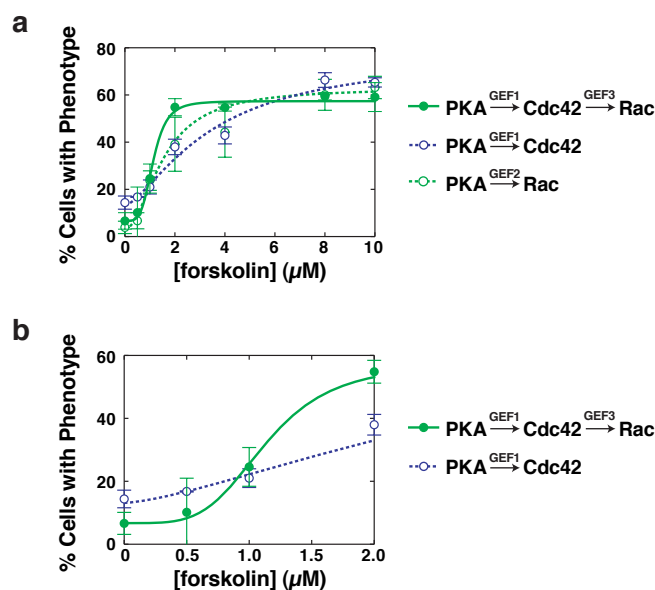 a
% Cells with Phenotype
80
60
40
20
0
0 2 4 6 8 10
[forskolin] (µM)
PKA GEF1→ Cdc42 GEF3→ Rac
PKA GEF1→ Cdc42
PKA GEF2→ Rac
b
% Cells with Phenotype
60
40
20
0
0 0.5 1.0 1.5 2.0
[forskolin] (µM)
PKA GEF1→ Cdc42 GEF3→ Rac
PKA GEF1→ Cdc42